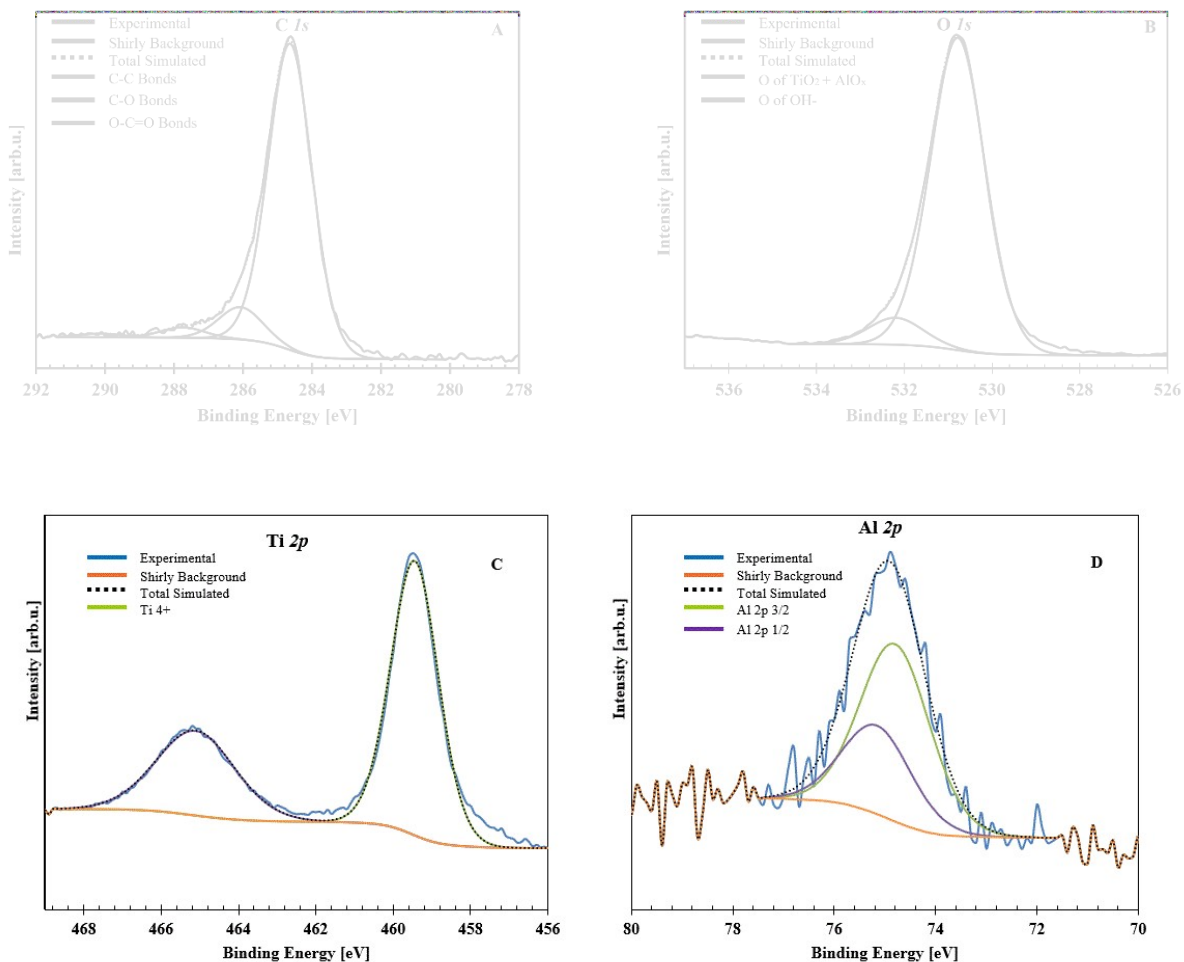 C 1s
A
Experimental
Shirly Background
Total Simulated
C-C Bonds
C-O Bonds
O-C=O Bonds
Intensity [arb.u.]
292 290 288 286 284 282 280 278
Binding Energy [eV]
O 1s
B
Experimental
Shirly Background
Total Simulated
O of TiO₂ + AlOₓ
O of OH-
Intensity [arb.u.]
536 534 532 530 528 526
Binding Energy [eV]
Ti 2p
C
Experimental
Shirly Background
Total Simulated
Ti 4+
Intensity [arb.u.]
468 466 464 462 460 458 456
Binding Energy [eV]
Al 2p
D
Experimental
Shirly Background
Total Simulated
Al 2p 3/2
Al 2p 1/2
Intensity [arb.u.]
80 78 76 74 72 70
Binding Energy [eV]